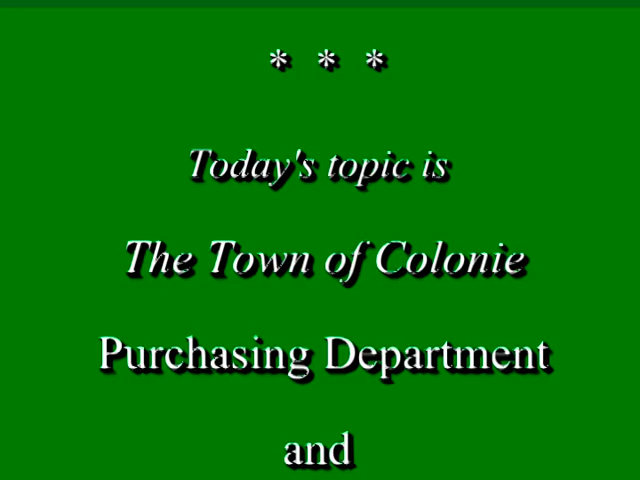 * * *
Today's topic is
The Town of Colonie
Purchasing Department
and